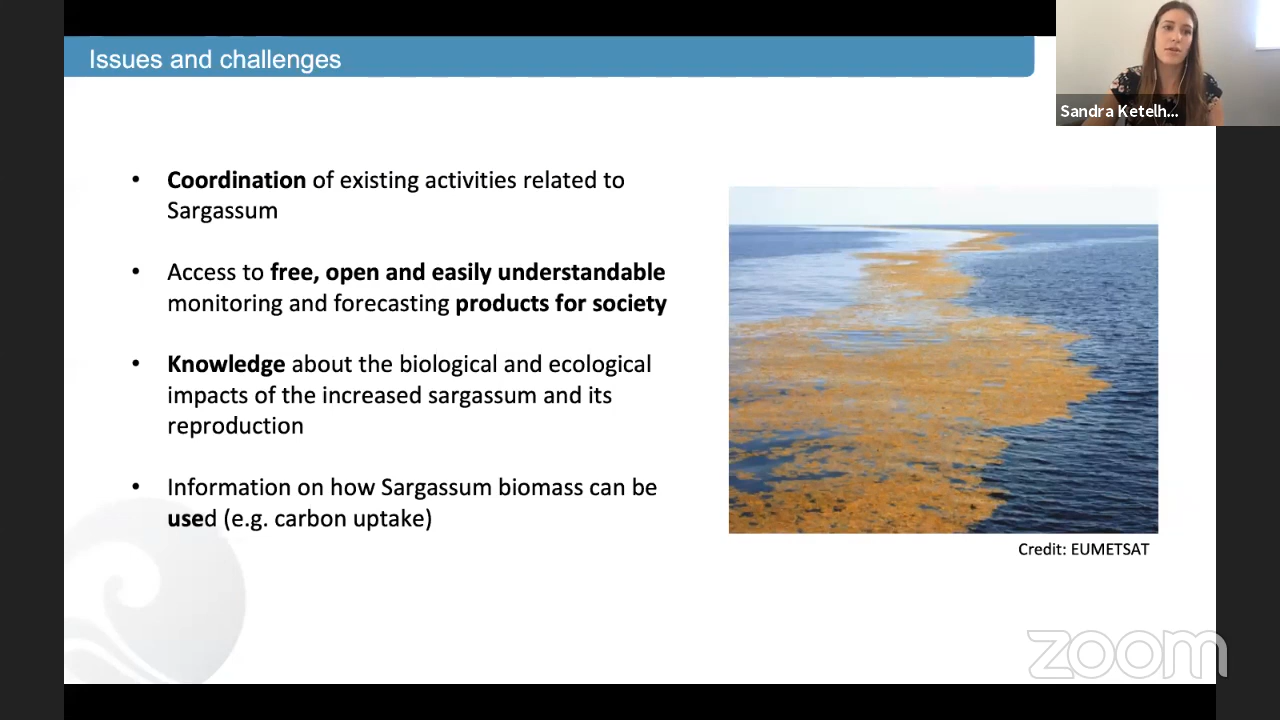 Issues and challenges
Sandra Ketelh...
• Coordination of existing activities related to
Sargassum
• Access to free, open and easily understandable
monitoring and forecasting products for society
• Knowledge about the biological and ecological
impacts of the increased sargassum and its
reproduction
• Information on how Sargassum biomass can be
used (e.g. carbon uptake)
Credit: EUMETSAT
zoom